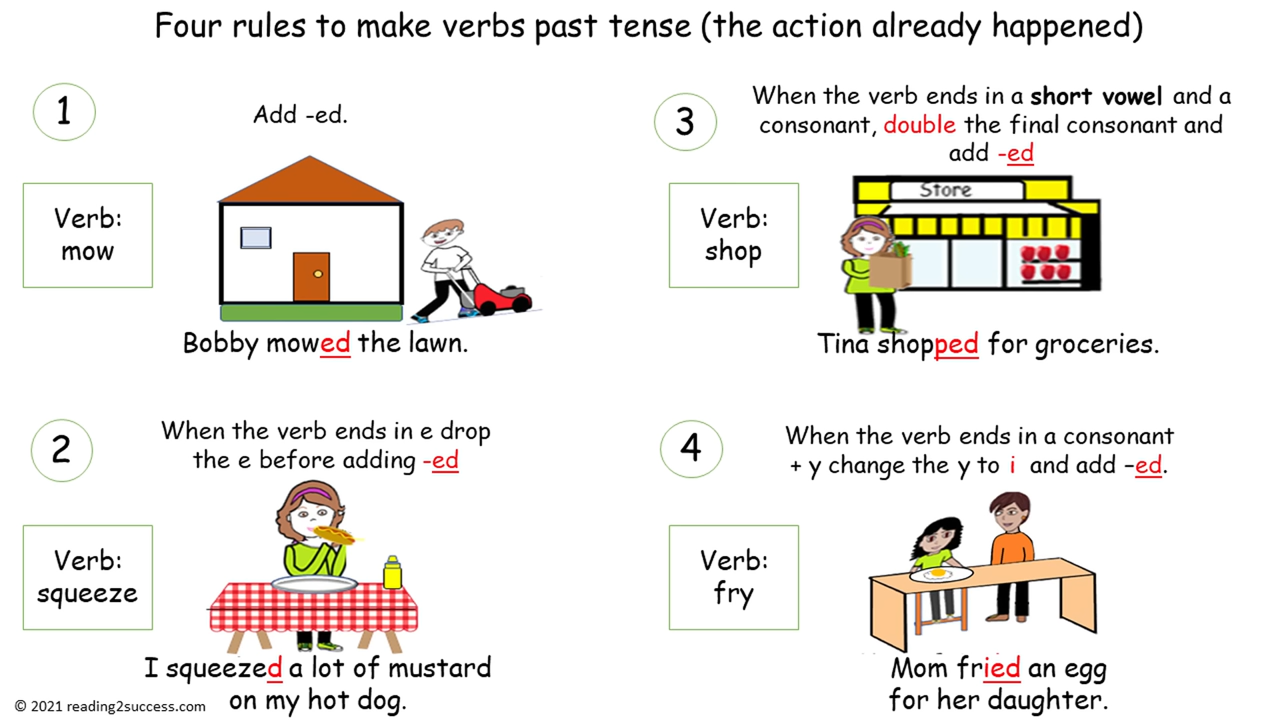 Four rules to make verbs past tense (the action already happened)
1
Add -ed.
Verb:
mow
Bobby mowed the lawn.
2
When the verb ends in e drop
the e before adding -ed
Verb:
squeeze
I squeezed a lot of mustard
on my hot dog.
3
When the verb ends in a short vowel and a
consonant, double the final consonant and
add -ed
Store
Verb:
shop
Tina shopped for groceries.
4
When the verb ends in a consonant
+ y change the y to i and add –ed.
Verb:
fry
Mom fried an egg
for her daughter.
© 2021 reading2success.com